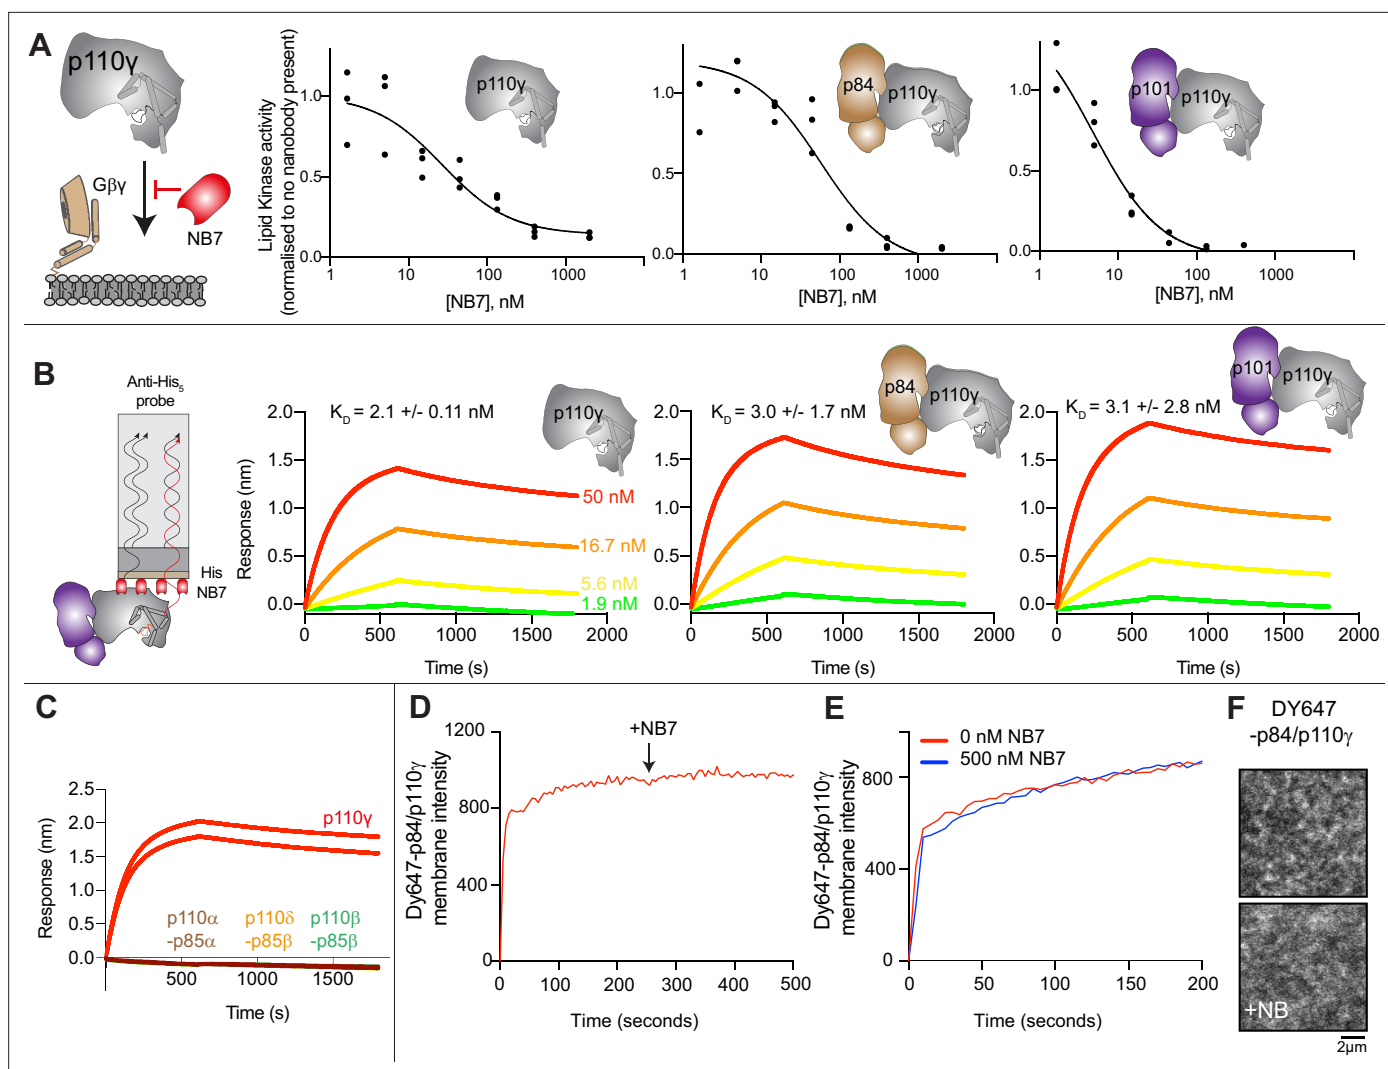 A
p110γ
Gβγ
NB7
Lipid Kinase activity
(normalised to no nanobody present)
1.0
0.5
0.0
1
10
100
1000
[NB7], nM
p110γ
1.0
0.5
0.0
1
10
100
1000
[NB7], nM
p84
p110γ
1.0
0.5
0.0
1
10
100
1000
[NB7], nM
p101
p110γ
B
Anti-His5
probe
His
NB7
Response (nm)
2.0
1.5
1.0
0.5
0.0
KD = 2.1 +/- 0.11 nM
p110γ
50 nM
16.7 nM
5.6 nM
1.9 nM
0
500
1000
1500
2000
Time (s)
2.0
1.5
1.0
0.5
0.0
KD = 3.0 +/- 1.7 nM
p84
p110γ
0
500
1000
1500
2000
Time (s)
2.0
1.5
1.0
0.5
0.0
KD = 3.1 +/- 2.8 nM
p101
p110γ
0
500
1000
1500
2000
Time (s)
C
Response (nm)
2.5
2.0
1.5
1.0
0.5
0.0
p110γ
p110α
-p85α
p110δ
-p85β
p110β
-p85β
500
1000
1500
Time (s)
D
Dy647-p84/p110γ
membrane intensity
1200
800
400
0
+NB7
0
100
200
300
400
500
Time (seconds)
E
Dy647-p84/p110γ
membrane intensity
800
400
0
0 nM NB7
500 nM NB7
0
50
100
150
200
Time (seconds)
F
DY647
-p84/p110γ
+NB
2μm